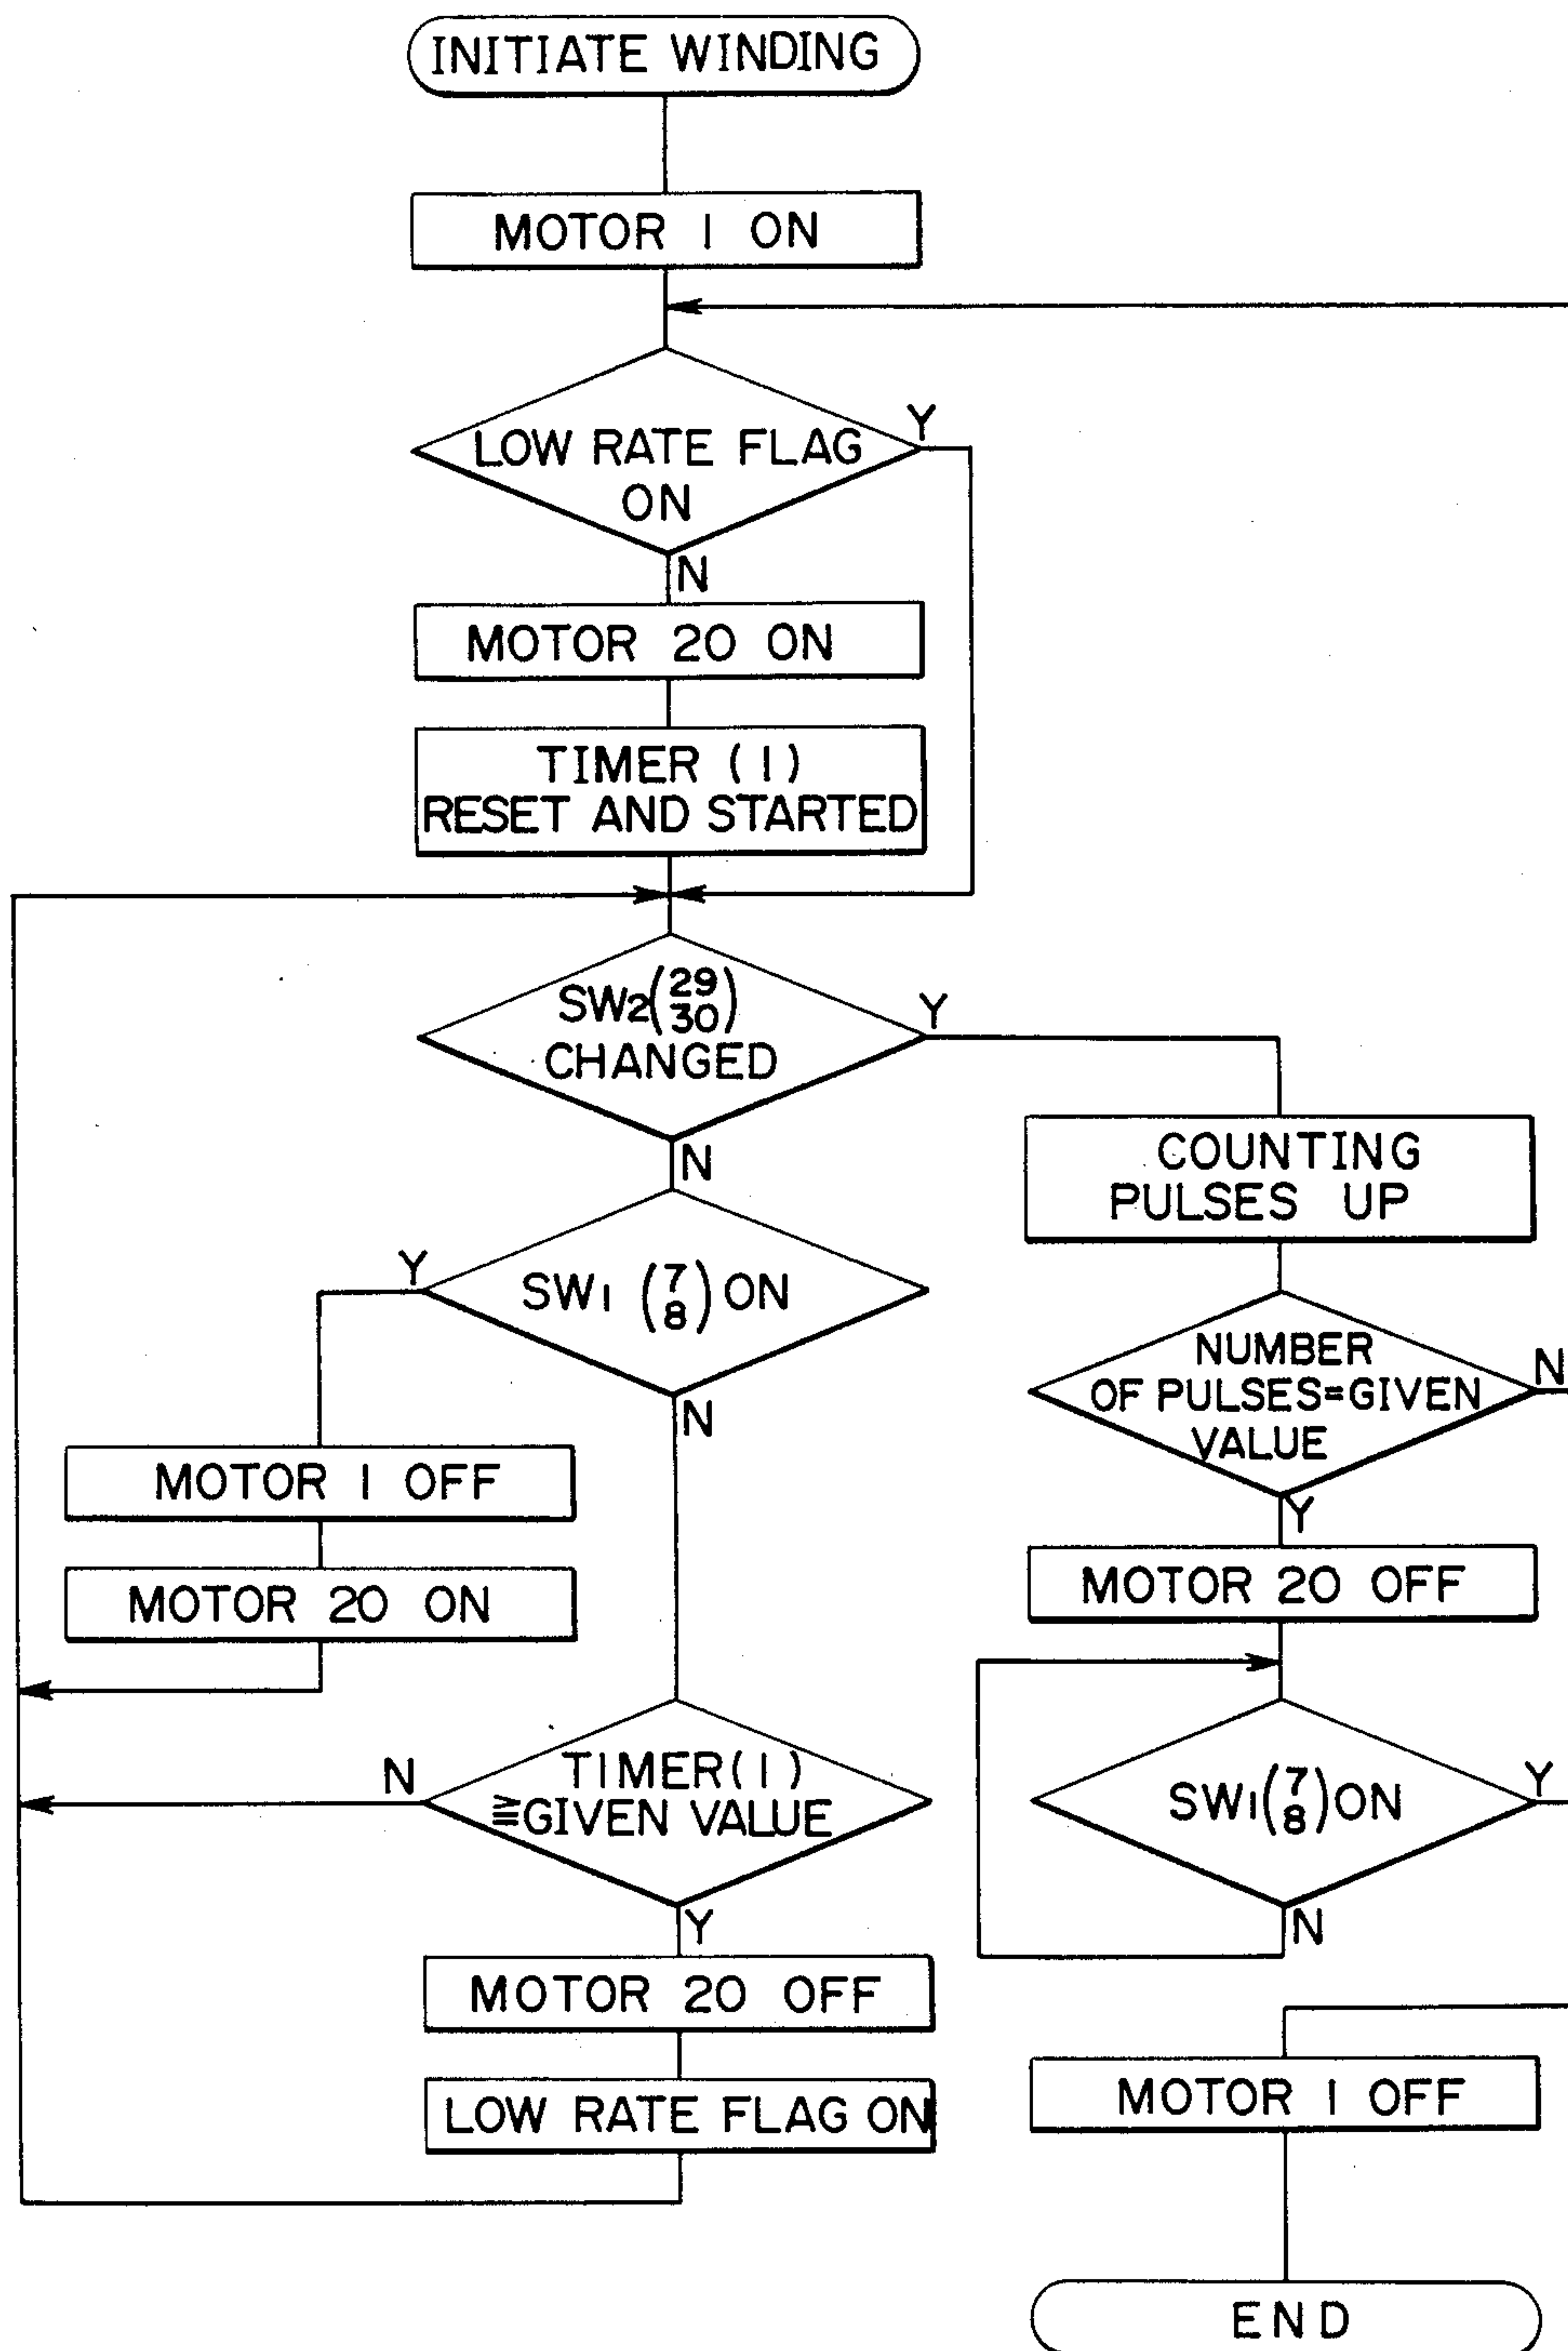 INITIATE WINDING
MOTOR 1 ON
LOW RATE FLAG
ON
Y
N
MOTOR 20 ON
TIMER (1)
RESET AND STARTED
SW2(29
30)
CHANGED
Y
N
COUNTING
PULSES UP
SW1 (7
8) ON
Y
N
NUMBER
OF PULSES=GIVEN
VALUE
N
Y
MOTOR 1 OFF
MOTOR 20 ON
MOTOR 20 OFF
TIMER(1)
≧GIVEN VALUE
N
Y
SW1(7
8)ON
Y
N
MOTOR 20 OFF
LOW RATE FLAG ON
MOTOR 1 OFF
END